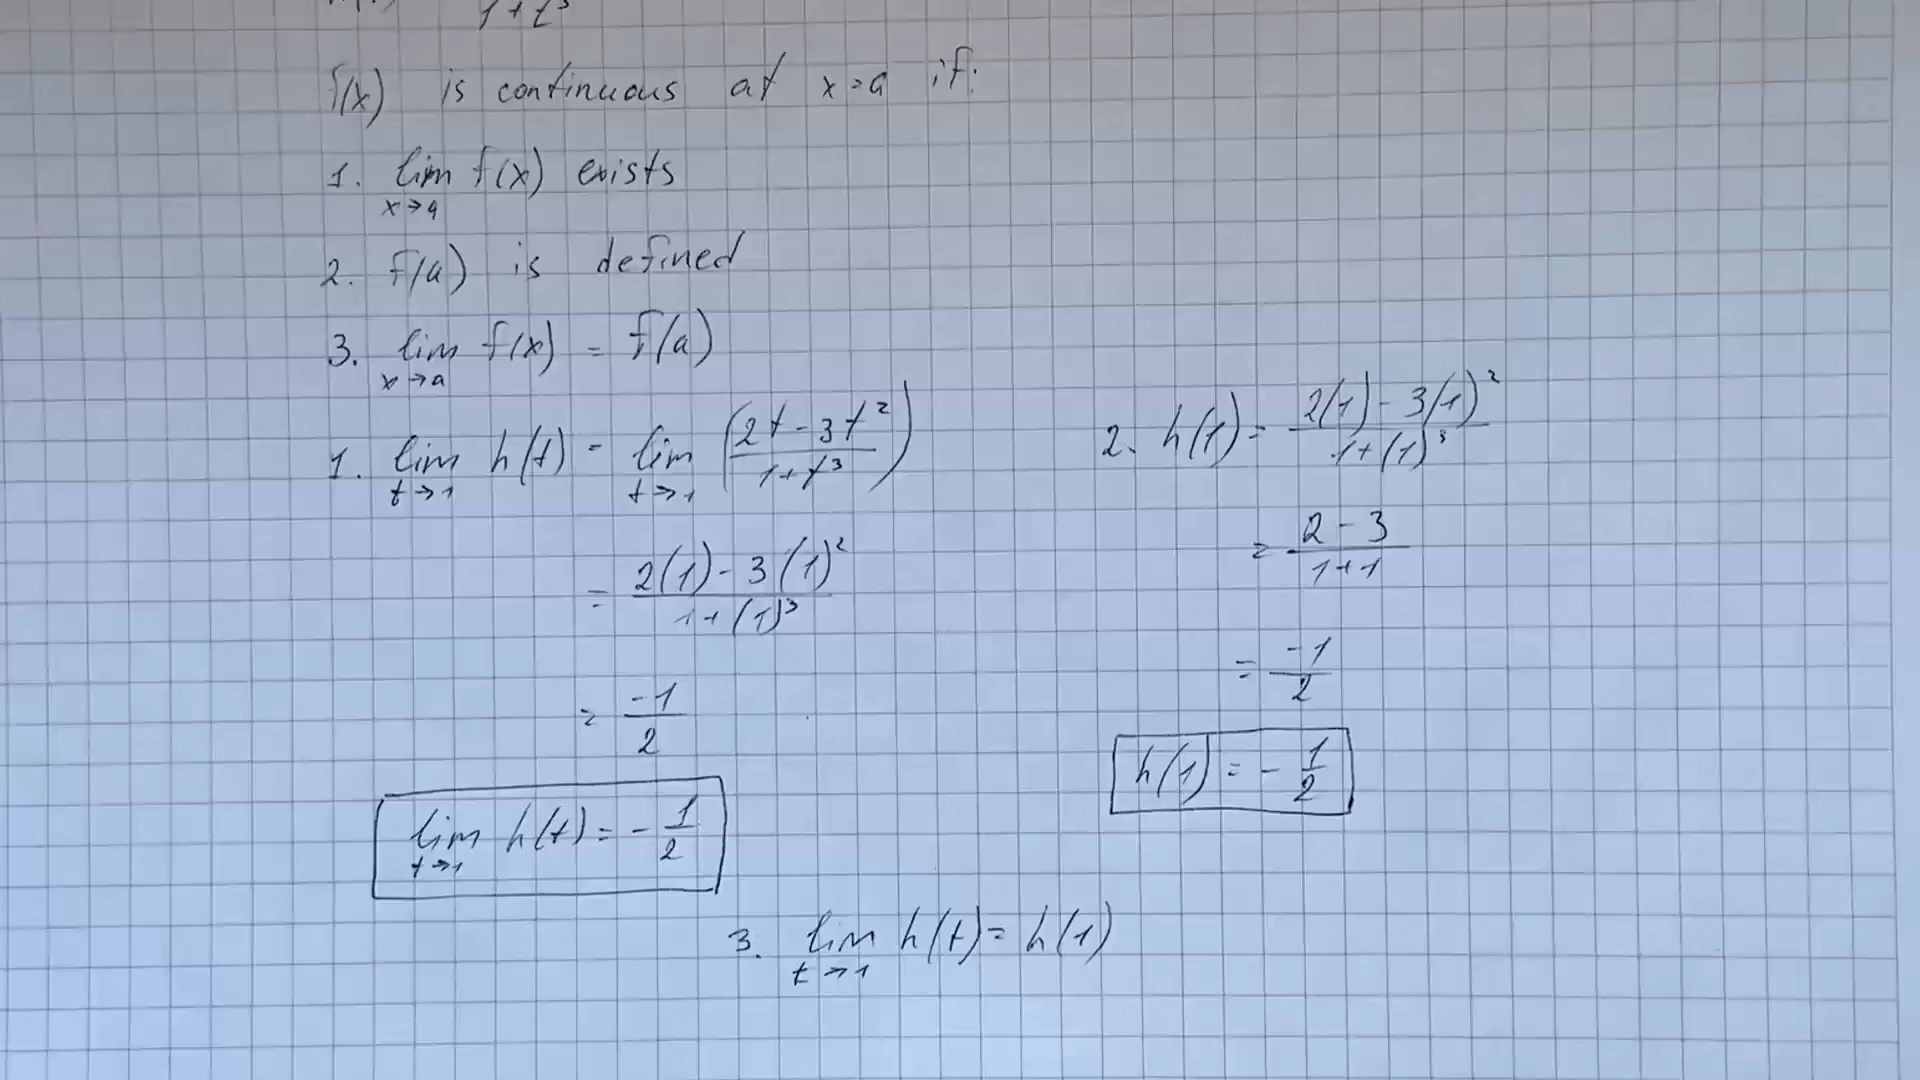 1+t³
f(x) is continuous at x=a if:
1. lim f(x) exists
x→a
2. f(a) is defined
3. lim f(x) = f(a)
x→a
1. lim h(t) = lim (2t-3t²/1+t³)
t→1 t→1
= 2(1)-3(1)²/1+(1)³
= -1/2
lim h(t) = -1/2
t→1
2. h(1) = 2(1)-3(1)²/1+(1)³
= 2-3/1+1
= -1/2
h(1) = -1/2
3. lim h(t) = h(1)
t→1